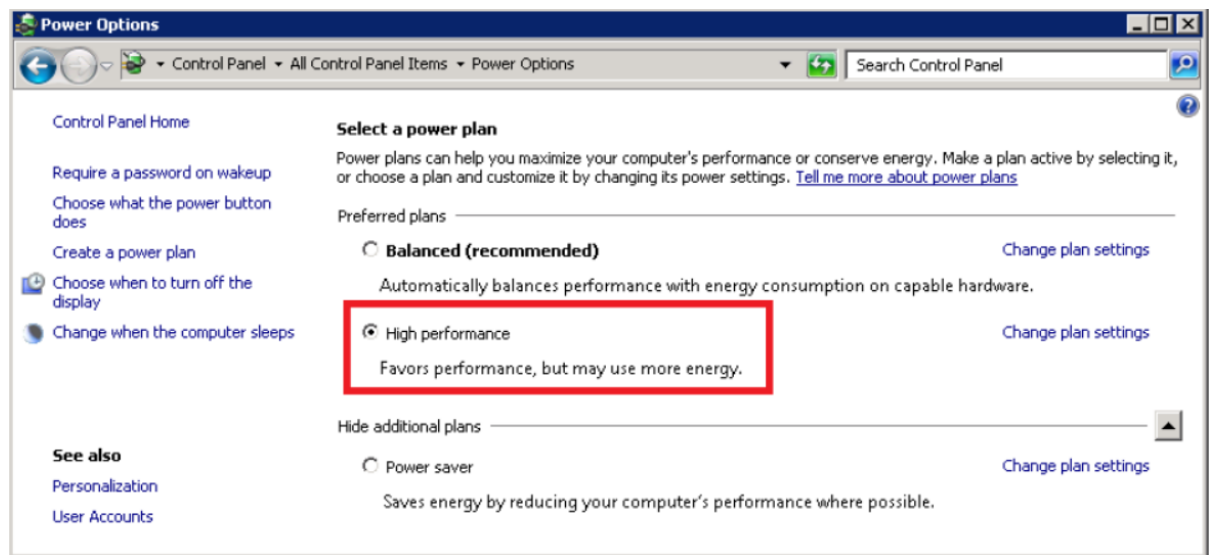 Power Options
Control Panel All Control Panel Items Power Options
Search Control Panel
Control Panel Home
Require a password on wakeup
Choose what the power button
does
Create a power plan
Choose when to turn off the
display
Change when the computer sleeps
See also
Personalization
User Accounts
Select a power plan
Power plans can help you maximize your computer's performance or conserve energy. Make a plan active by selecting it,
or choose a plan and customize it by changing its power settings. Tell me more about power plans
Preferred plans
Balanced (recommended) Change plan settings
Automatically balances performance with energy consumption on capable hardware.
High performance Change plan settings
Favors performance, but may use more energy.
Hide additional plans
Power saver Change plan settings
Saves energy by reducing your computer's performance where possible.